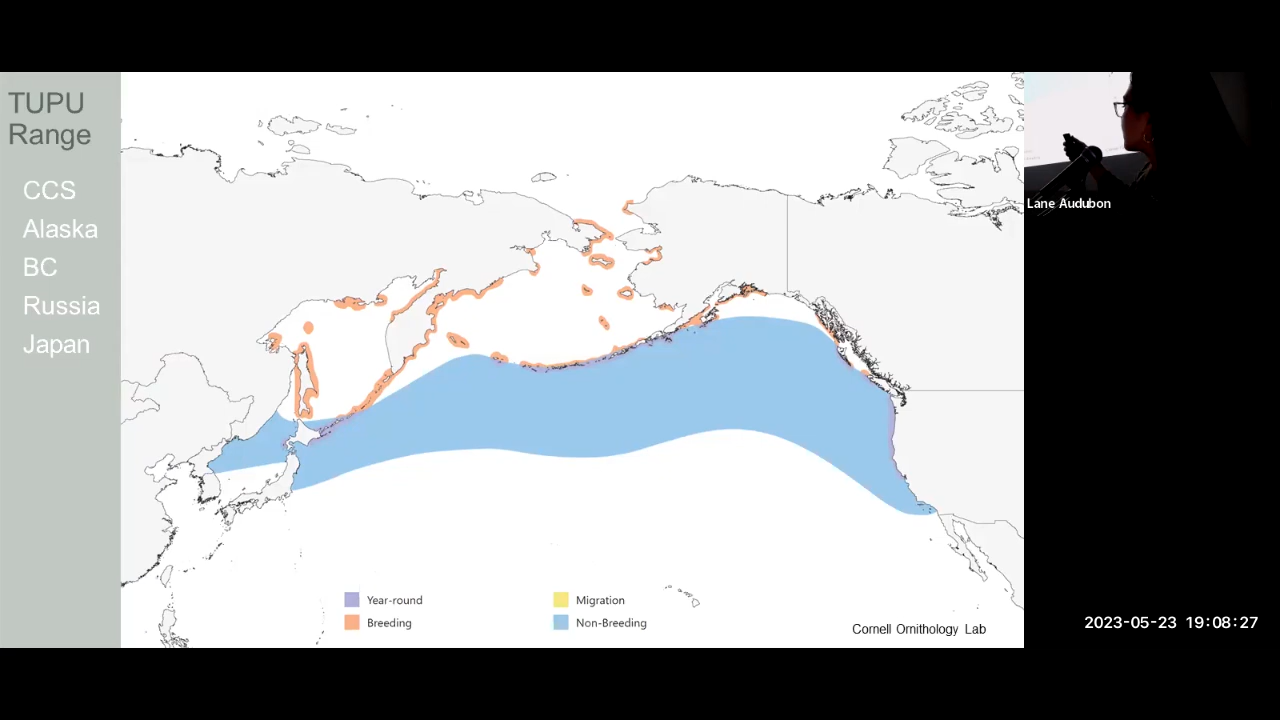 TUPU
Range
CCS
Alaska
BC
Russia
Japan
Year-round
Migration
Breeding
Non-Breeding
Cornell Ornithology Lab
Lane Audubon
2023-05-23 19:08:27